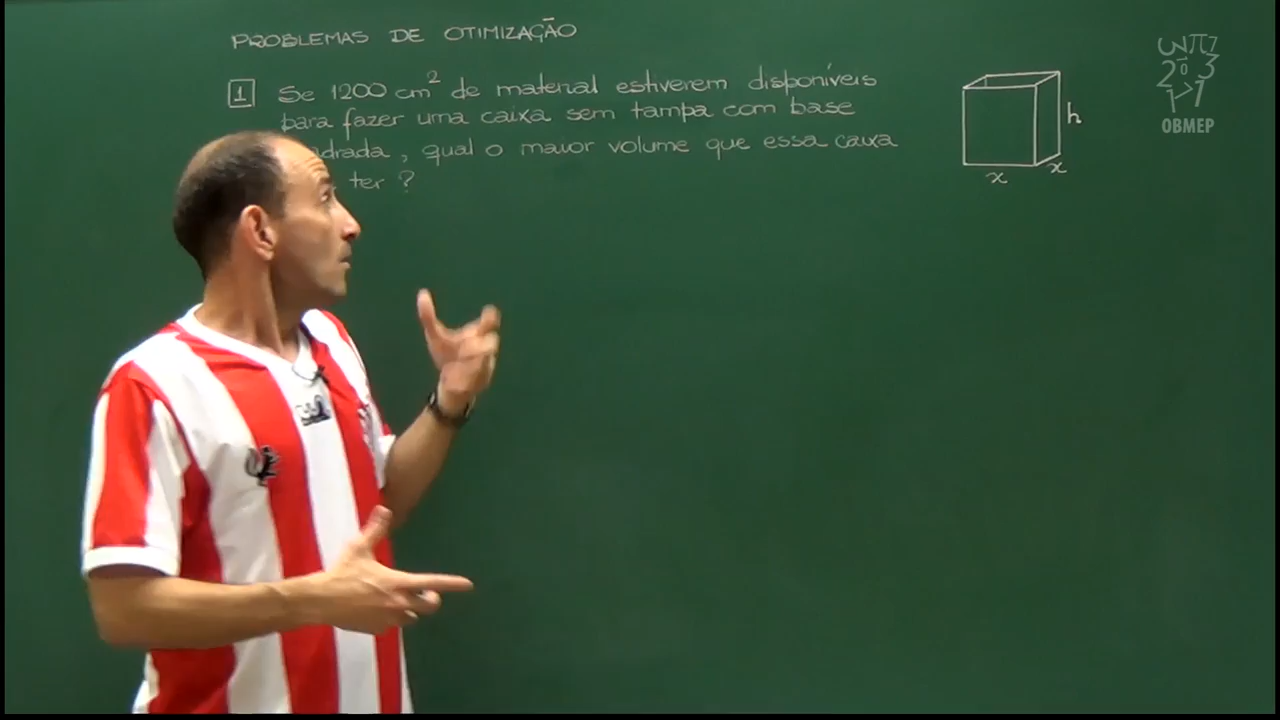 PROBLEMAS DE OTIMIZAÇÃO
1 Se 1200 cm² de material estiverem disponíveis
para fazer uma caixa sem tampa com base
drada, qual o maior volume que essa caixa
ter?
h
x
x
OBMEP